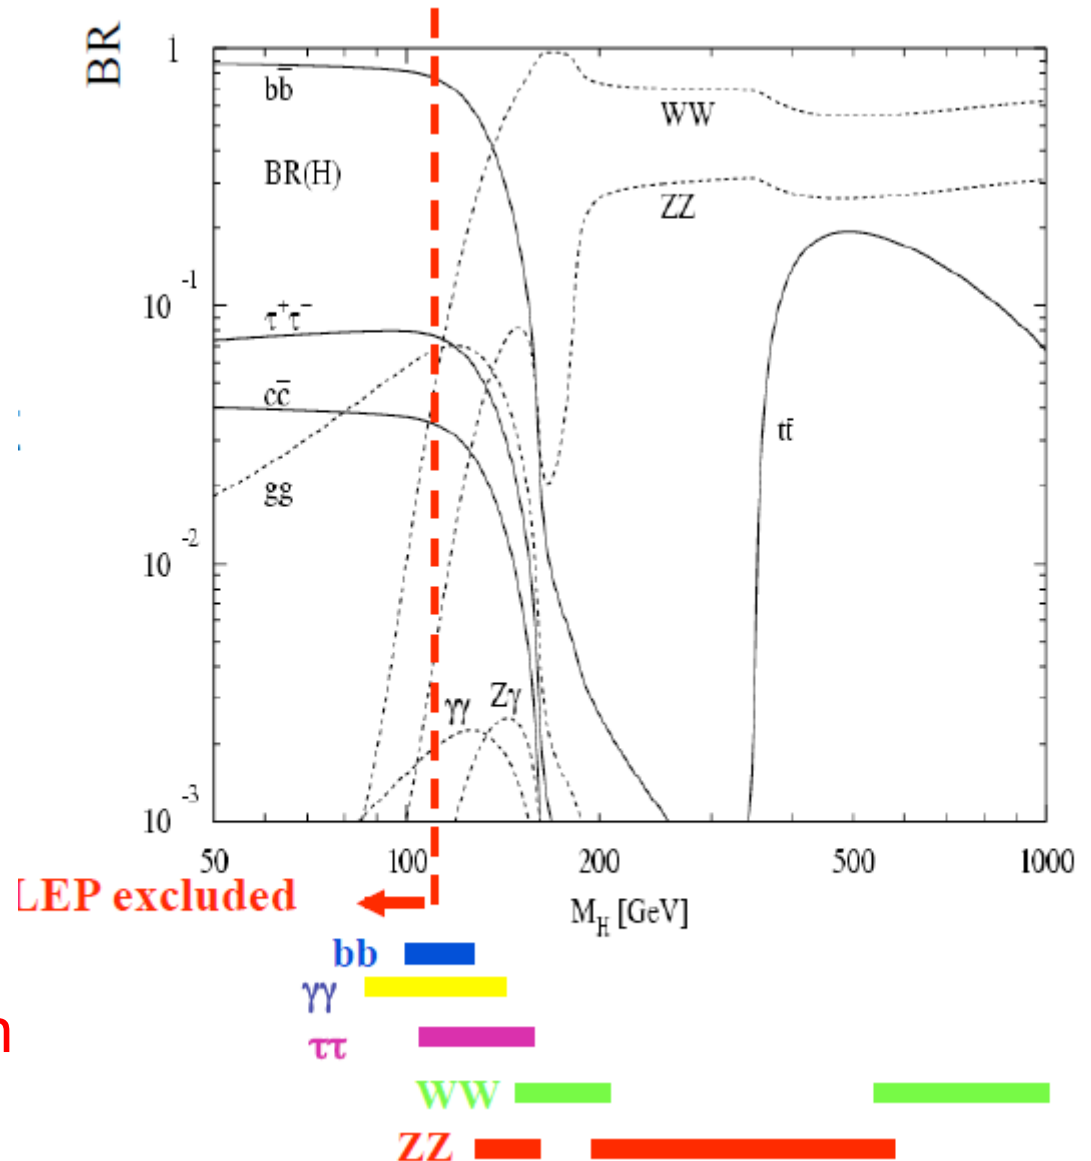 BR
1
bb̄
WW
BR(H)
ZZ
10⁻¹
τ⁺τ⁻
cc̄
tt̄
gg
10⁻²
Zγ
γγ
10⁻³
50 100 200 500 1000
LEP excluded
M_H [GeV]
bb
γγ
n
ττ
WW
ZZ